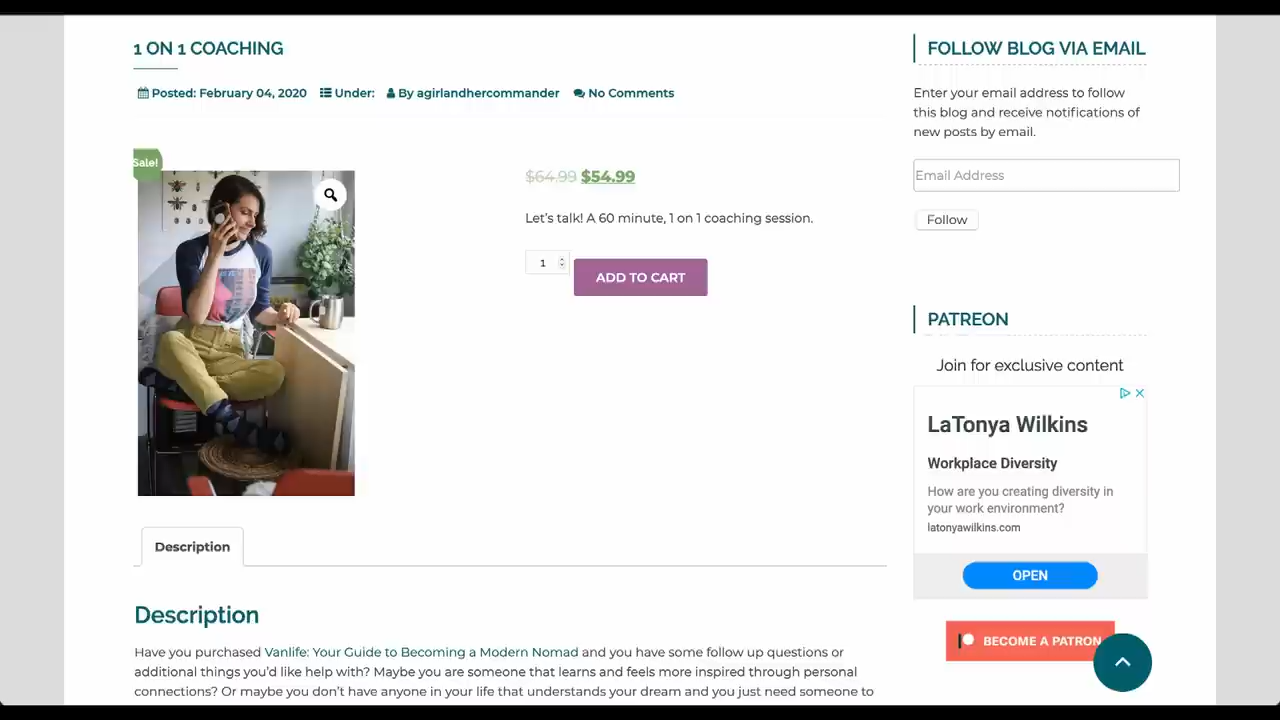 1 ON 1 COACHING
Posted: February 04, 2020 Under: By agirlandhercommander No Comments
Sale!
$64.99 $54.99
Let's talk! A 60 minute, 1 on 1 coaching session.
1
ADD TO CART
Description
Description
Have you purchased Vanlife: Your Guide to Becoming a Modern Nomad and you have some follow up questions or
additional things you'd like help with? Maybe you are someone that learns and feels more inspired through personal
connections? Or maybe you don't have anyone in your life that understands your dream and you just need someone to
FOLLOW BLOG VIA EMAIL
Enter your email address to follow
this blog and receive notifications of
new posts by email.
Email Address
Follow
PATREON
Join for exclusive content
LaTonya Wilkins
Workplace Diversity
How are you creating diversity in
your work environment?
latonyawilkins.com
OPEN
BECOME A PATRON